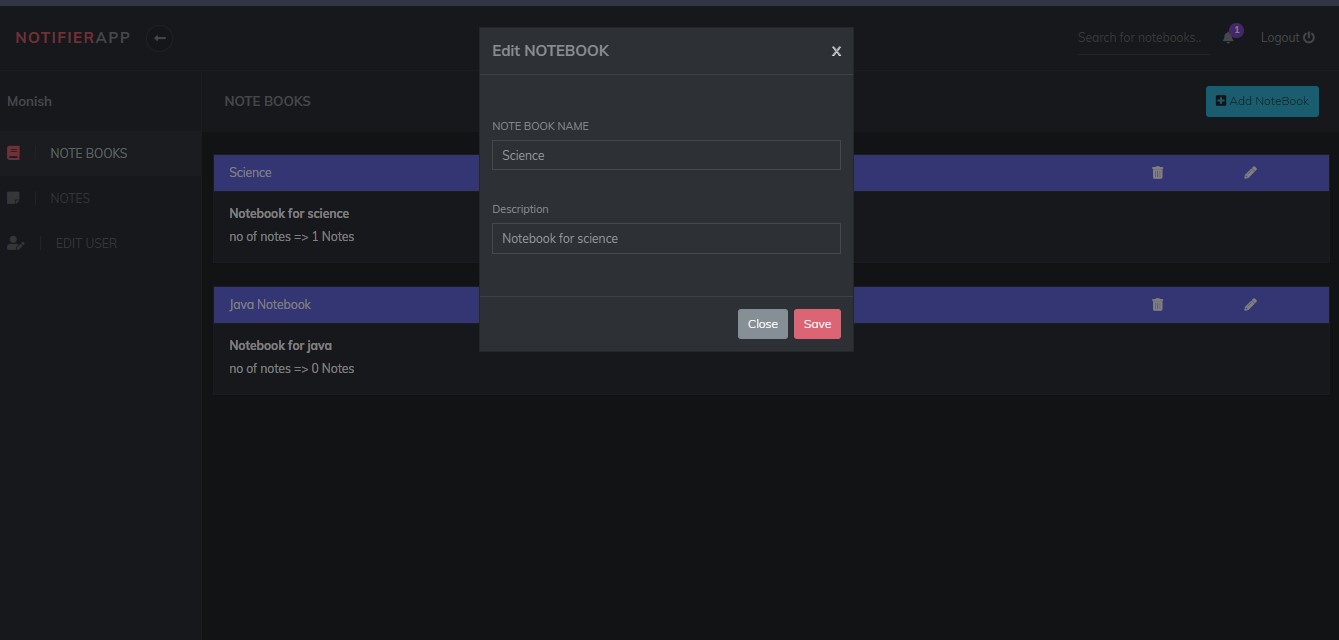 NOTIFIERAPP
Search for notebooks...
1
Logout
Monish
NOTE BOOKS
Add NoteBook
NOTE BOOKS
NOTES
EDIT USER
Science
Notebook for science
no of notes => 1 Notes
Java Notebook
Notebook for java
no of notes => 0 Notes
Edit NOTEBOOK
X
NOTE BOOK NAME
Science
Description
Notebook for science
Close
Save